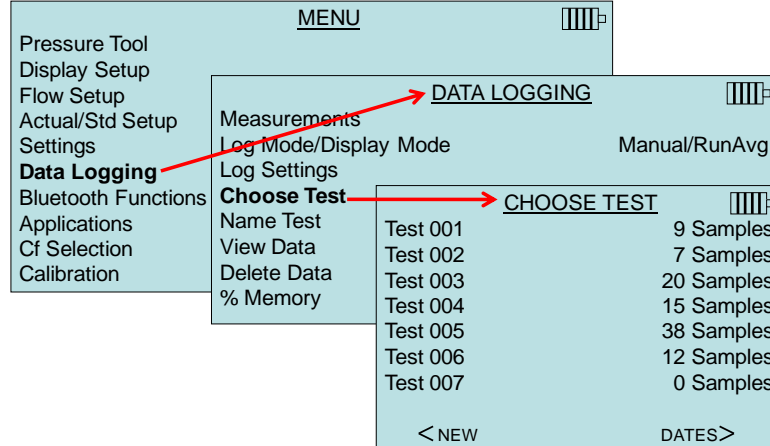 MENU
Pressure Tool
Display Setup
Flow Setup
Actual/Std Setup
Settings
Data Logging
Bluetooth Functions
Applications
Cf Selection
Calibration
DATA LOGGING
Measurements
Log Mode/Display Mode Manual/RunAvg
Log Settings
Choose Test
Name Test
View Data
Delete Data
% Memory
CHOOSE TEST
Test 001 9 Samples
Test 002 7 Samples
Test 003 20 Samples
Test 004 15 Samples
Test 005 38 Samples
Test 006 12 Samples
Test 007 0 Samples
<NEW DATES>